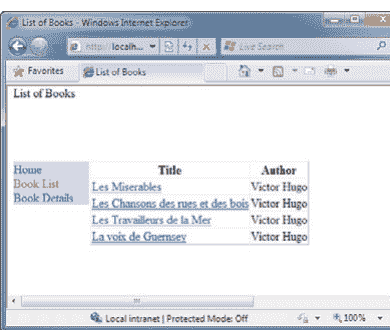 List of Books - Windows Internet Explorer
http://localh...
Live Search
Favorites
List of Books
List of Books
Home
Book List
Book Details
Title
Author
Les Miserables
Victor Hugo
Les Chansons des rues et des bois
Victor Hugo
Les Travailleurs de la Mer
Victor Hugo
La voix de Guernsey
Victor Hugo
Local intranet | Protected Mode: Off
100%